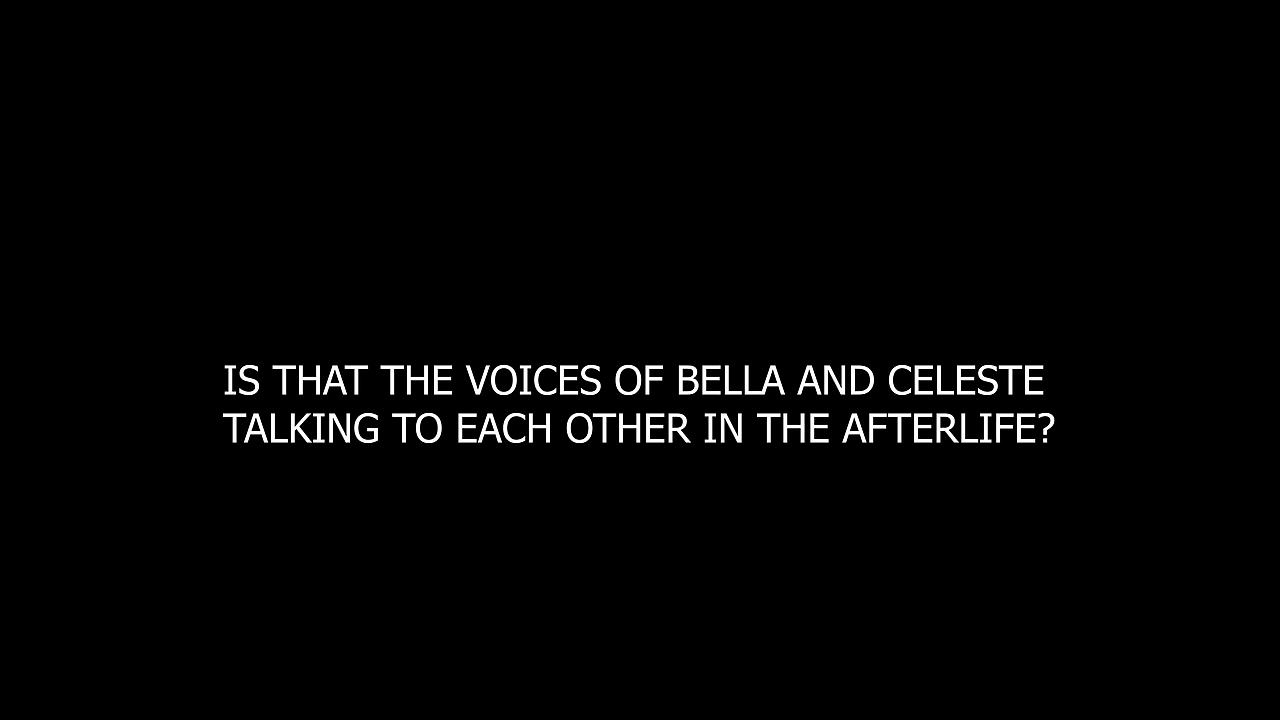 IS THAT THE VOICES OF BELLA AND CELESTE
TALKING TO EACH OTHER IN THE AFTERLIFE?